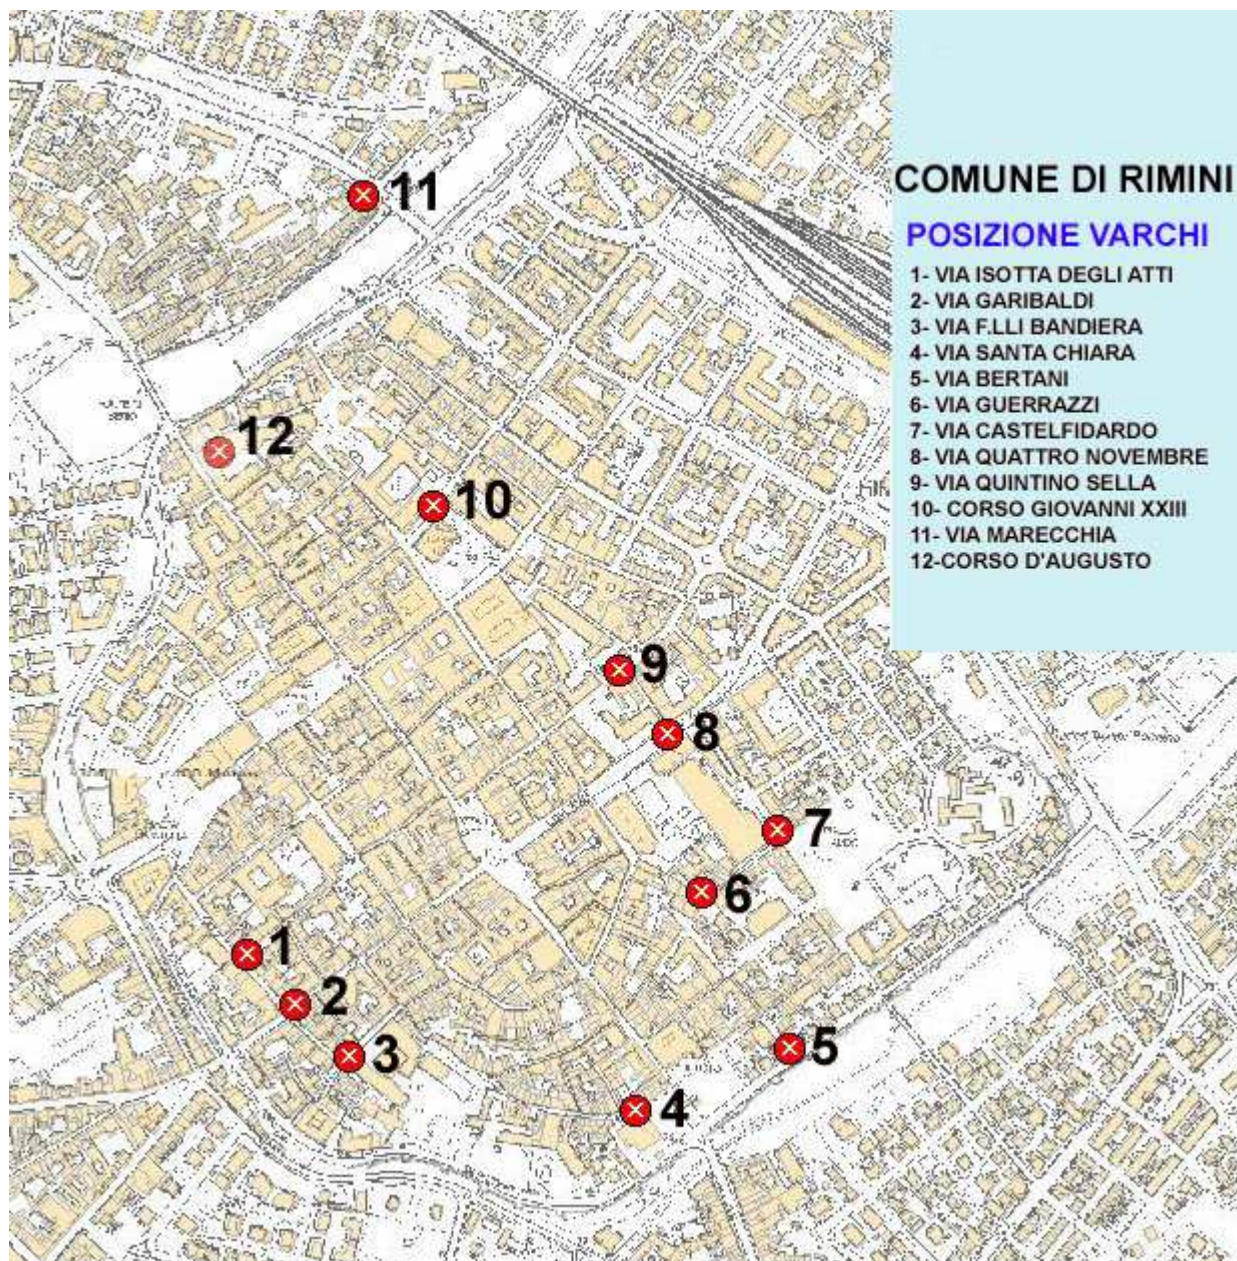 COMUNE DI RIMINI
POSIZIONE VARCHI
1- VIA ISOTTA DEGLI ATTI
2- VIA GARIBALDI
3- VIA F.LLI BANDIERA
4- VIA SANTA CHIARA
5- VIA BERTANI
6- VIA GUERRAZZI
7- VIA CASTELFIDARDO
8- VIA QUATTRO NOVEMBRE
9- VIA QUINTINO SELLA
10- CORSO GIOVANNI XXIII
11- VIA MARECCHIA
12-CORSO D'AUGUSTO
11
12
10
9
8
7
6
1
2
3
5
4